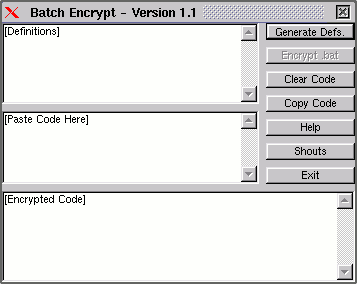 Batch Encrypt - Version 1.1
[Definitions]
Generate Defs.
Encrypt .bat
Clear Code
Copy Code
[Paste Code Here]
Help
Shouts
Exit
[Encrypted Code]